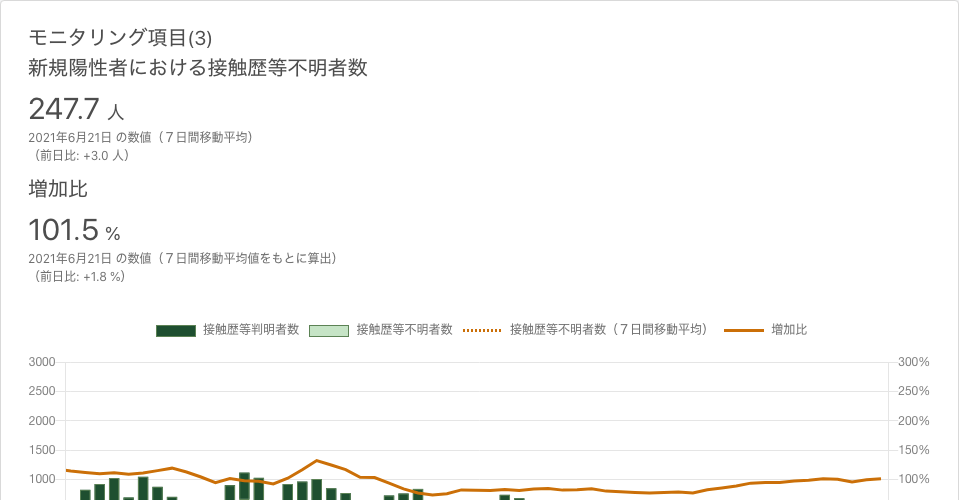 モニタリング項目(3)
新規陽性者における接触歴等不明者数
247.7 人
2021年6月21日 の数値（７日間移動平均）
（前日比: +3.0 人）
増加比
101.5 %
2021年6月21日 の数値（７日間移動平均値をもとに算出）
（前日比: +1.8 %）
接触歴等判明者数 接触歴等不明者数 接触歴等不明者数（７日間移動平均） 増加比
3000 300%
2500 250%
2000 200%
1500 150%
1000 100%